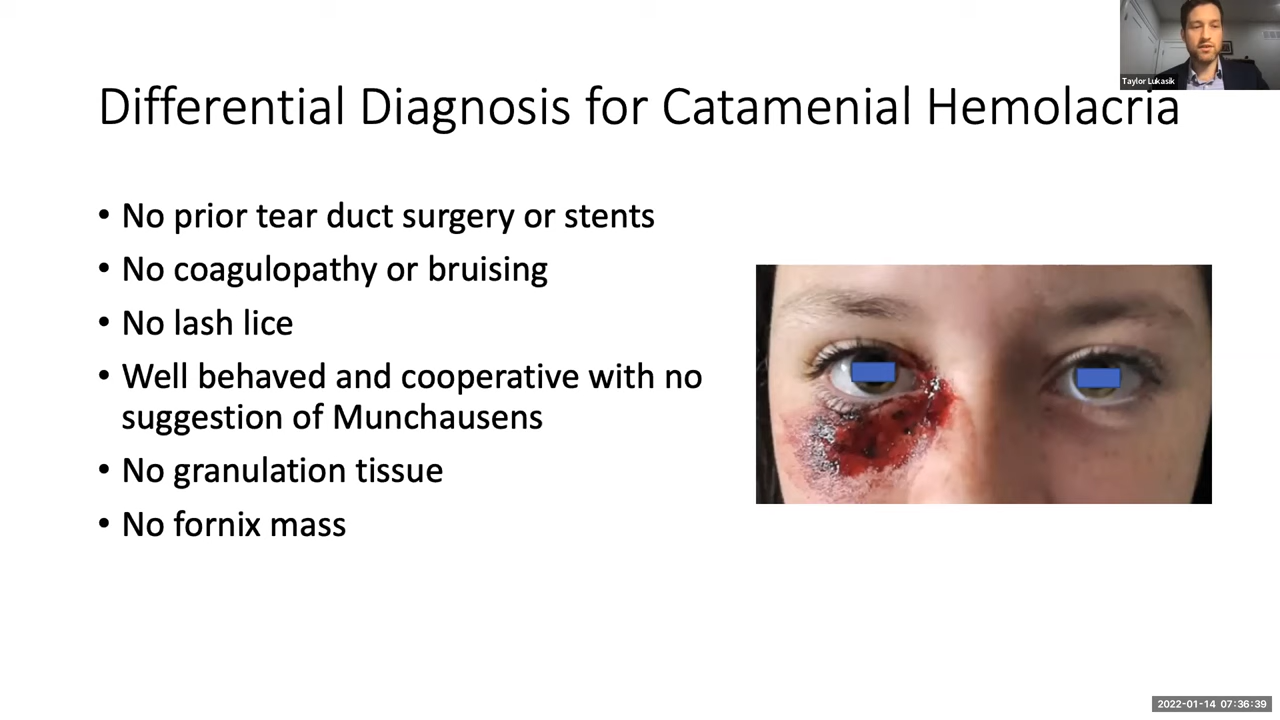 Taylor Lukasik
Differential Diagnosis for Catamenial Hemolacria
• No prior tear duct surgery or stents
• No coagulopathy or bruising
• No lash lice
• Well behaved and cooperative with no
suggestion of Munchausens
• No granulation tissue
• No fornix mass
2022-01-14 07:36:39